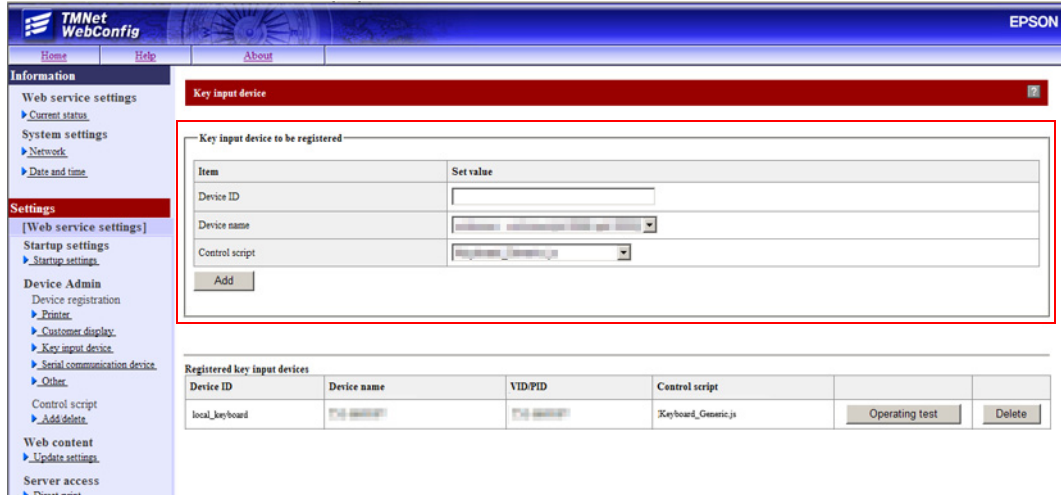 TMNet
WebConfig
EPSON
Home Help About
Information
Web service settings
Current status
System settings
Network
Date and time
Settings
[Web service settings]
Startup settings
Startup settings
Device Admin
Device registration
Printer
Customer display
Key input device
Serial communication device
Other
Control script
Add/delete
Web content
Update settings
Server access
Direct print
Key input device ?
Key input device to be registered
Item Set value
Device ID
Device name
Control script
Add
Registered key input devices
Device ID Device name VID/PID Control script
local_keyboard Keyboard_Generic.js Operating test Delete